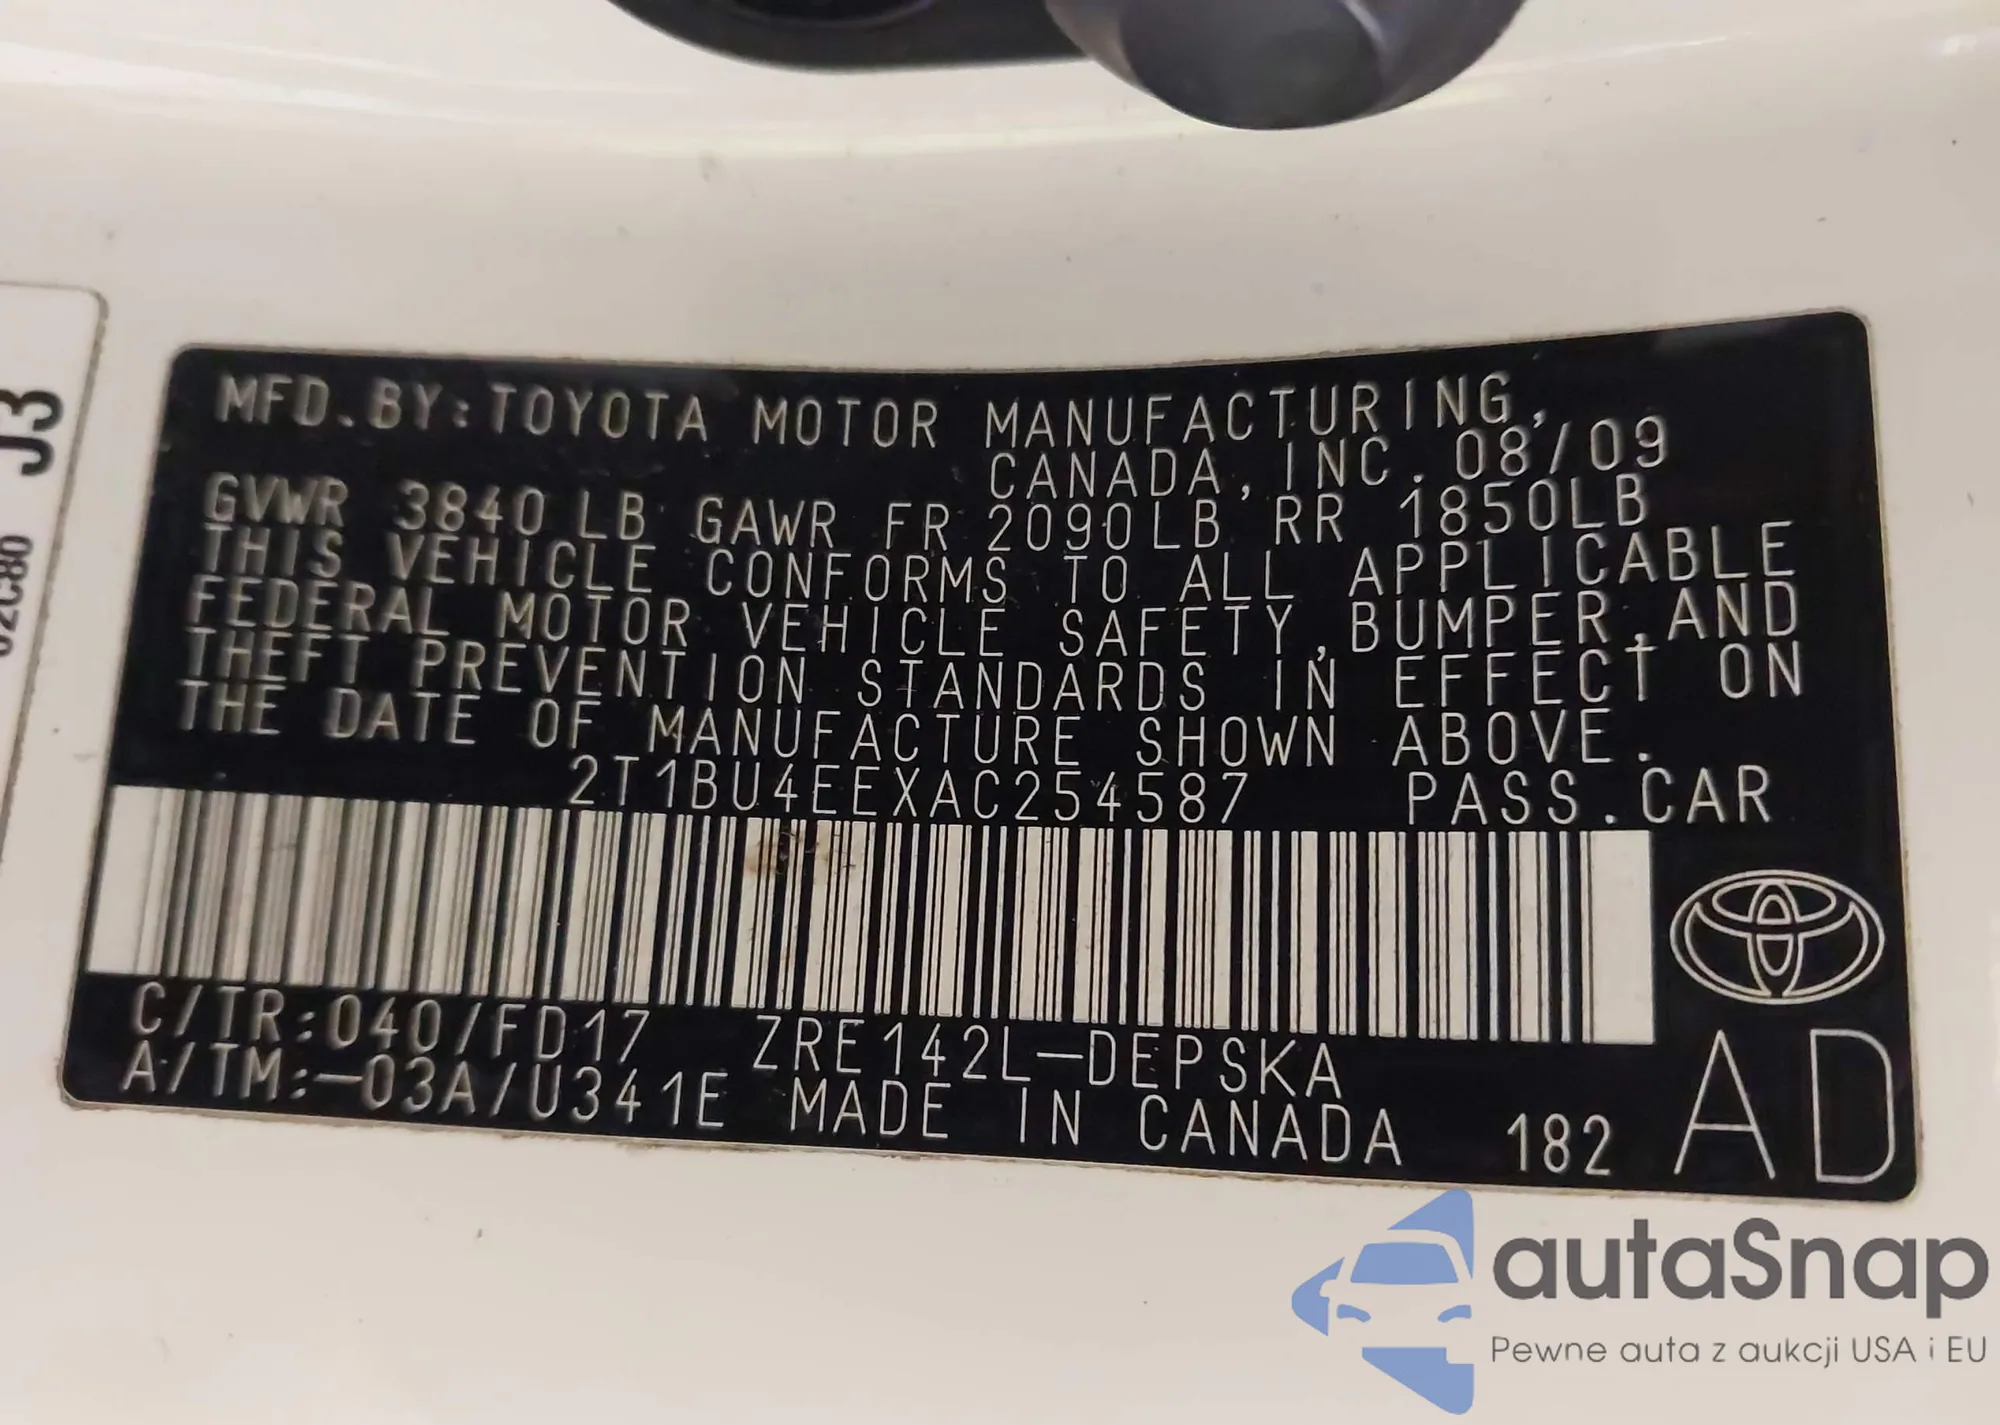 J3
02C80
MFD.BY:TOYOTA MOTOR MANUFACTURING,
CANADA,INC.08/09
GVWR 3840LB GAWR FR 2090LB RR 1850LB
THIS VEHICLE CONFORMS TO ALL APPLICABLE
FEDERAL MOTOR VEHICLE SAFETY,BUMPER,AND
THEFT PREVENTION STANDARDS IN EFFECT ON
THE DATE OF MANUFACTURE SHOWN ABOVE.
2T1BU4EEXAC254587 PASS.CAR
C/TR:040/FD17 ZRE142L-DEPSKA
A/TM:-03A/U341E MADE IN CANADA 182 AD
autaSnap
Pewne auta z aukcji USA i EU